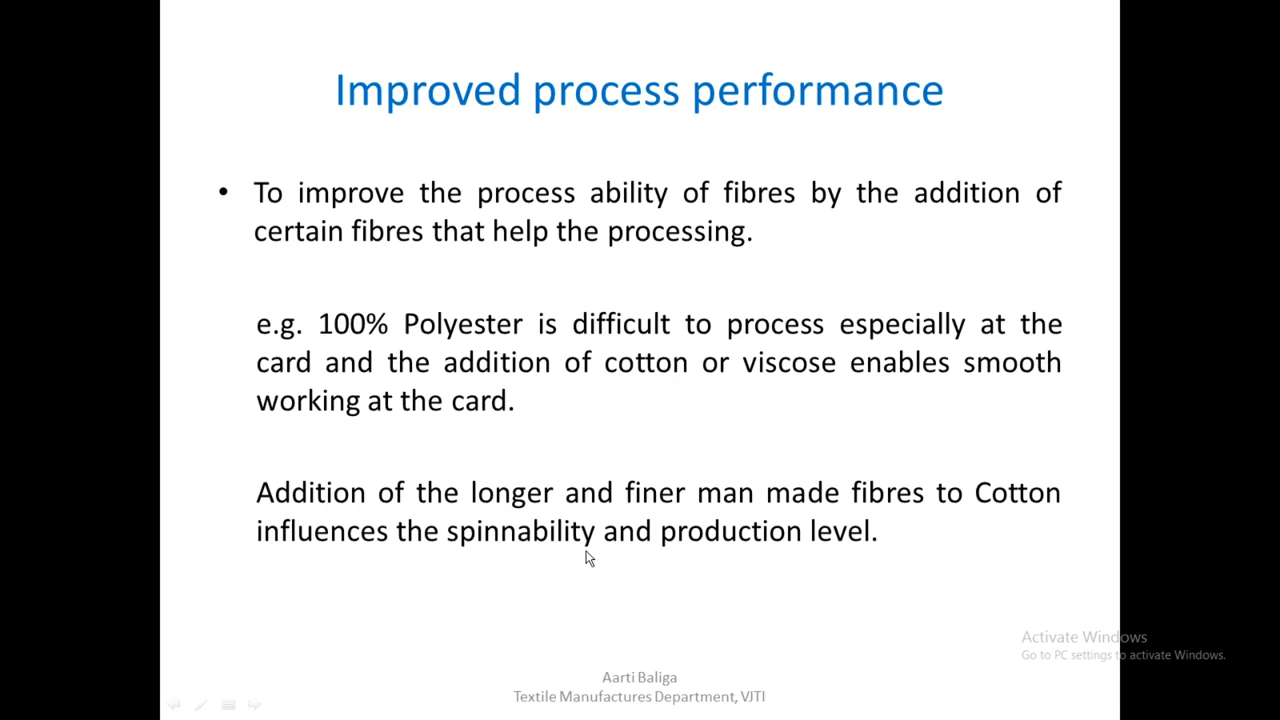 Improved process performance
• To improve the process ability of fibres by the addition of
certain fibres that help the processing.
e.g. 100% Polyester is difficult to process especially at the
card and the addition of cotton or viscose enables smooth
working at the card.
Addition of the longer and finer man made fibres to Cotton
influences the spinnability and production level.
Activate Windows
Go to PC settings to activate Windows.
Aarti Baliga
Textile Manufactures Department, VJTI